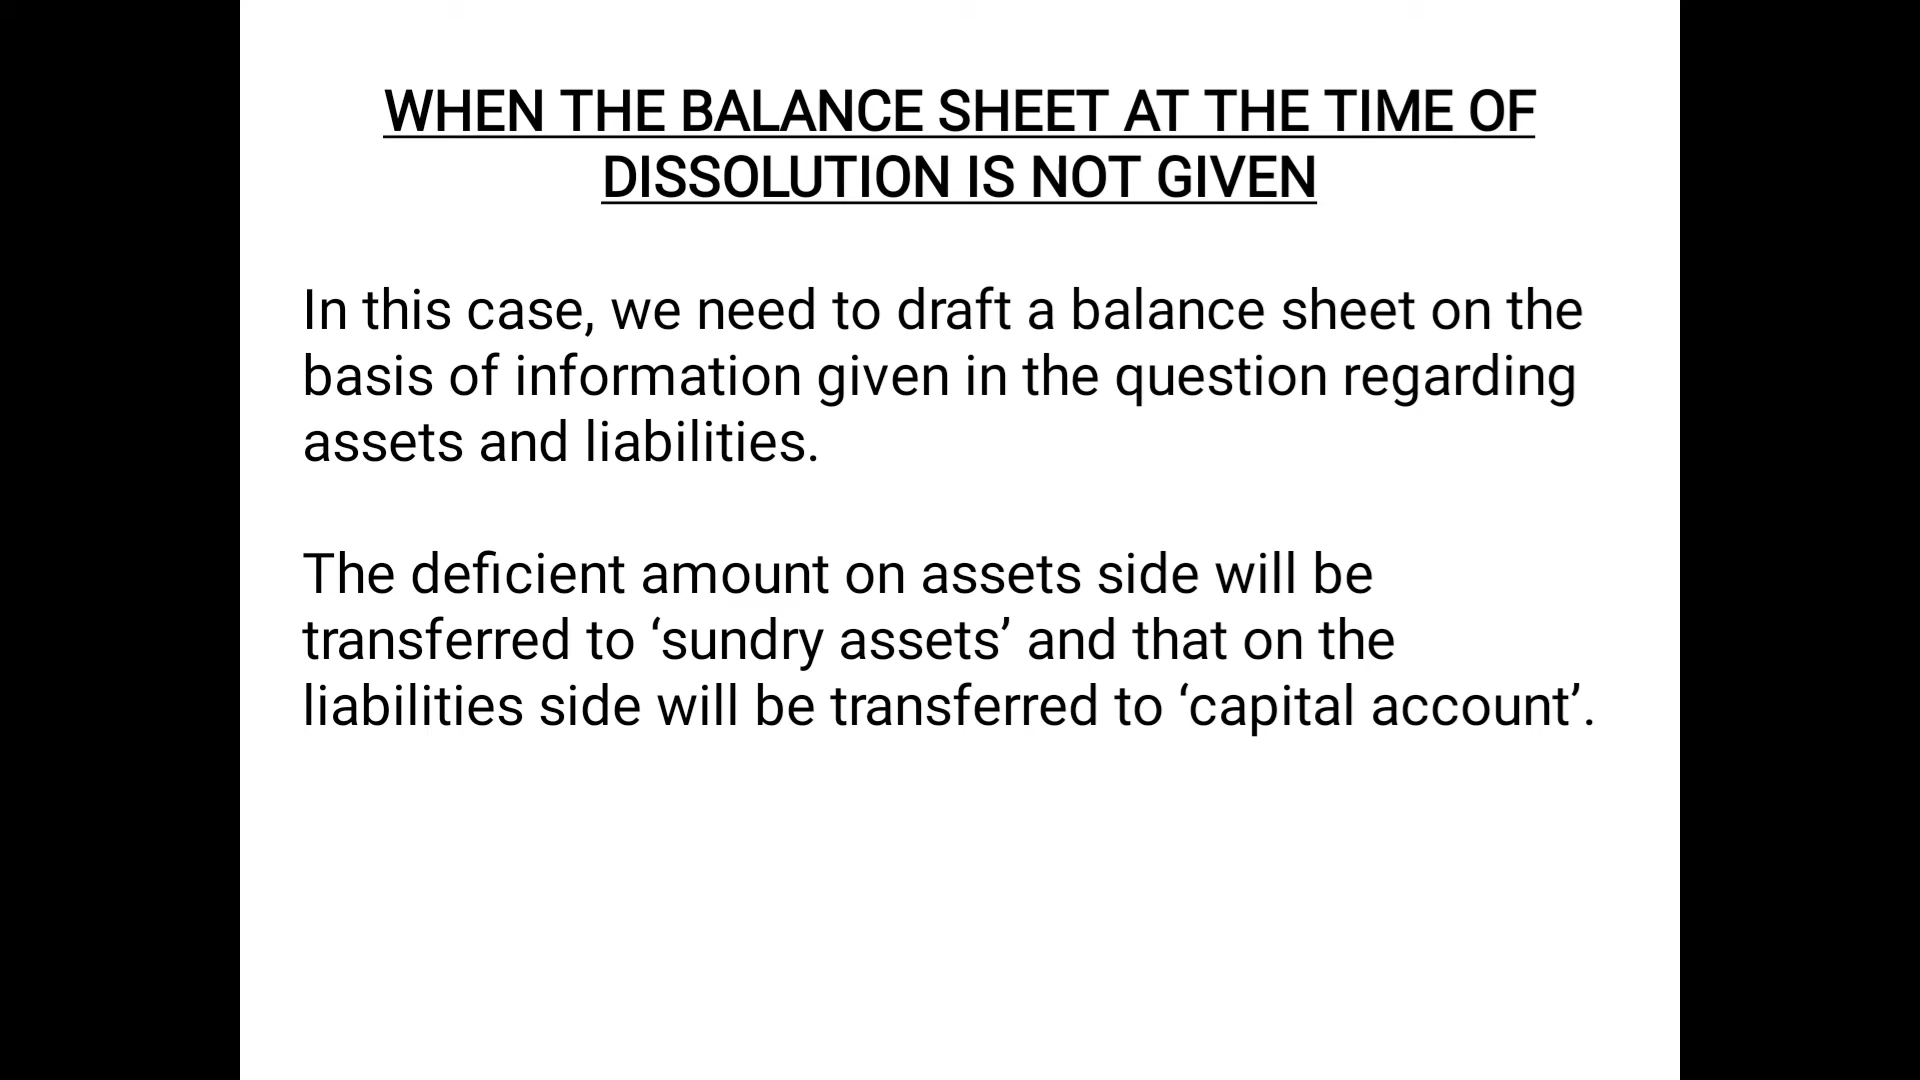 WHEN THE BALANCE SHEET AT THE TIME OF
DISSOLUTION IS NOT GIVEN
In this case, we need to draft a balance sheet on the
basis of information given in the question regarding
assets and liabilities.
The deficient amount on assets side will be
transferred to ‘sundry assets’ and that on the
liabilities side will be transferred to ‘capital account’.